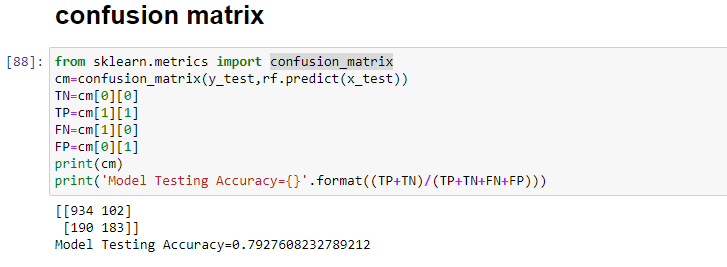 confusion matrix
[88]: from sklearn.metrics import confusion_matrix
cm=confusion_matrix(y_test,rf.predict(x_test))
TN=cm[0][0]
TP=cm[1][1]
FN=cm[1][0]
FP=cm[0][1]
print(cm)
print('Model Testing Accuracy={}'.format((TP+TN)/(TP+TN+FN+FP)))
[[934 102]
[190 183]]
Model Testing Accuracy=0.7927608232789212